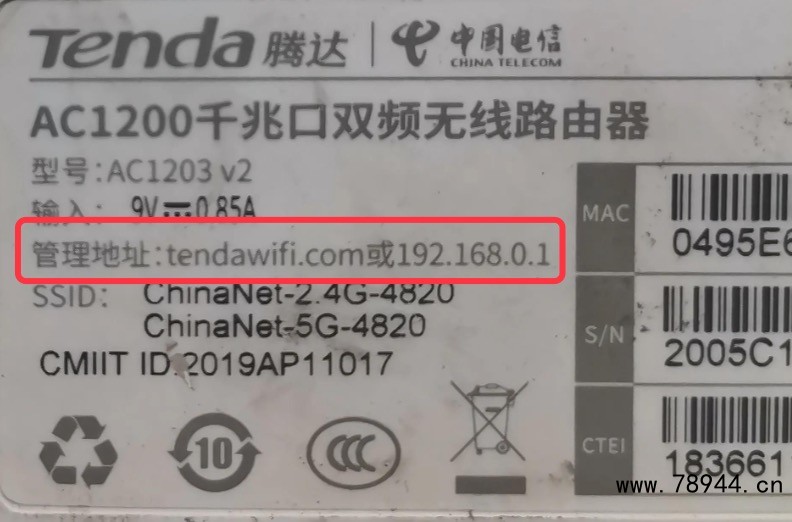 Tenda腾达 中国电信
CHINA TELECOM
AC1200千兆口双频无线路由器
型号:AC1203 v2
输入: 9V 0.85A
管理地址:tendawifi.com或192.168.0.1
SSID: ChinaNet-2.4G-4820
ChinaNet-5G-4820
CMIIT ID:2019AP11017
10
CCC
MAC
0495E6
S/N
2005C1
CTEI
183661
www.78944.cn